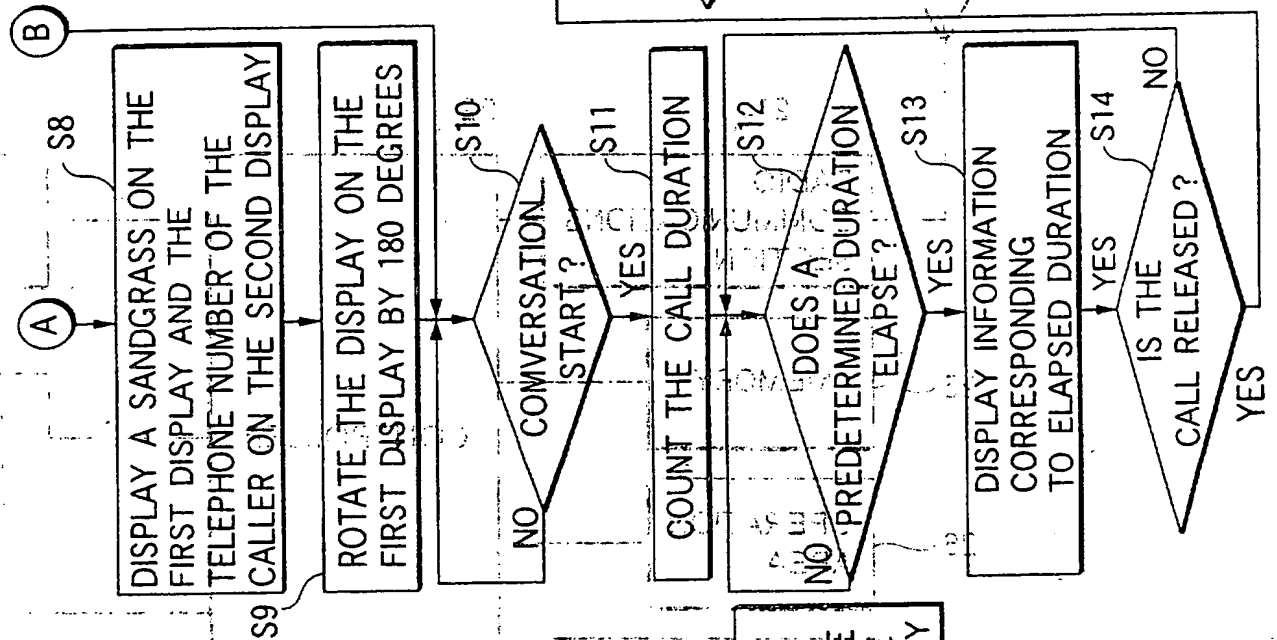 A
B
S8
DISPLAY A SANDGRASS ON THE
FIRST DISPLAY AND THE
TELEPHONE NUMBER OF THE
CALLER ON THE SECOND DISPLAY
S9
ROTATE THE DISPLAY ON THE
FIRST DISPLAY BY 180 DEGREES
S10
COMVERSATION
START?
NO
YES
S11
COUNT THE CALL DURATION
S12
DOES A
PREDETERMINED DURATION
ELAPSE?
NO
YES
S13
DISPLAY INFORMATION
CORRESPONDING
TO ELAPSED DURATION
YES
S14
IS THE
CALL RELEASED?
NO
YES
Y